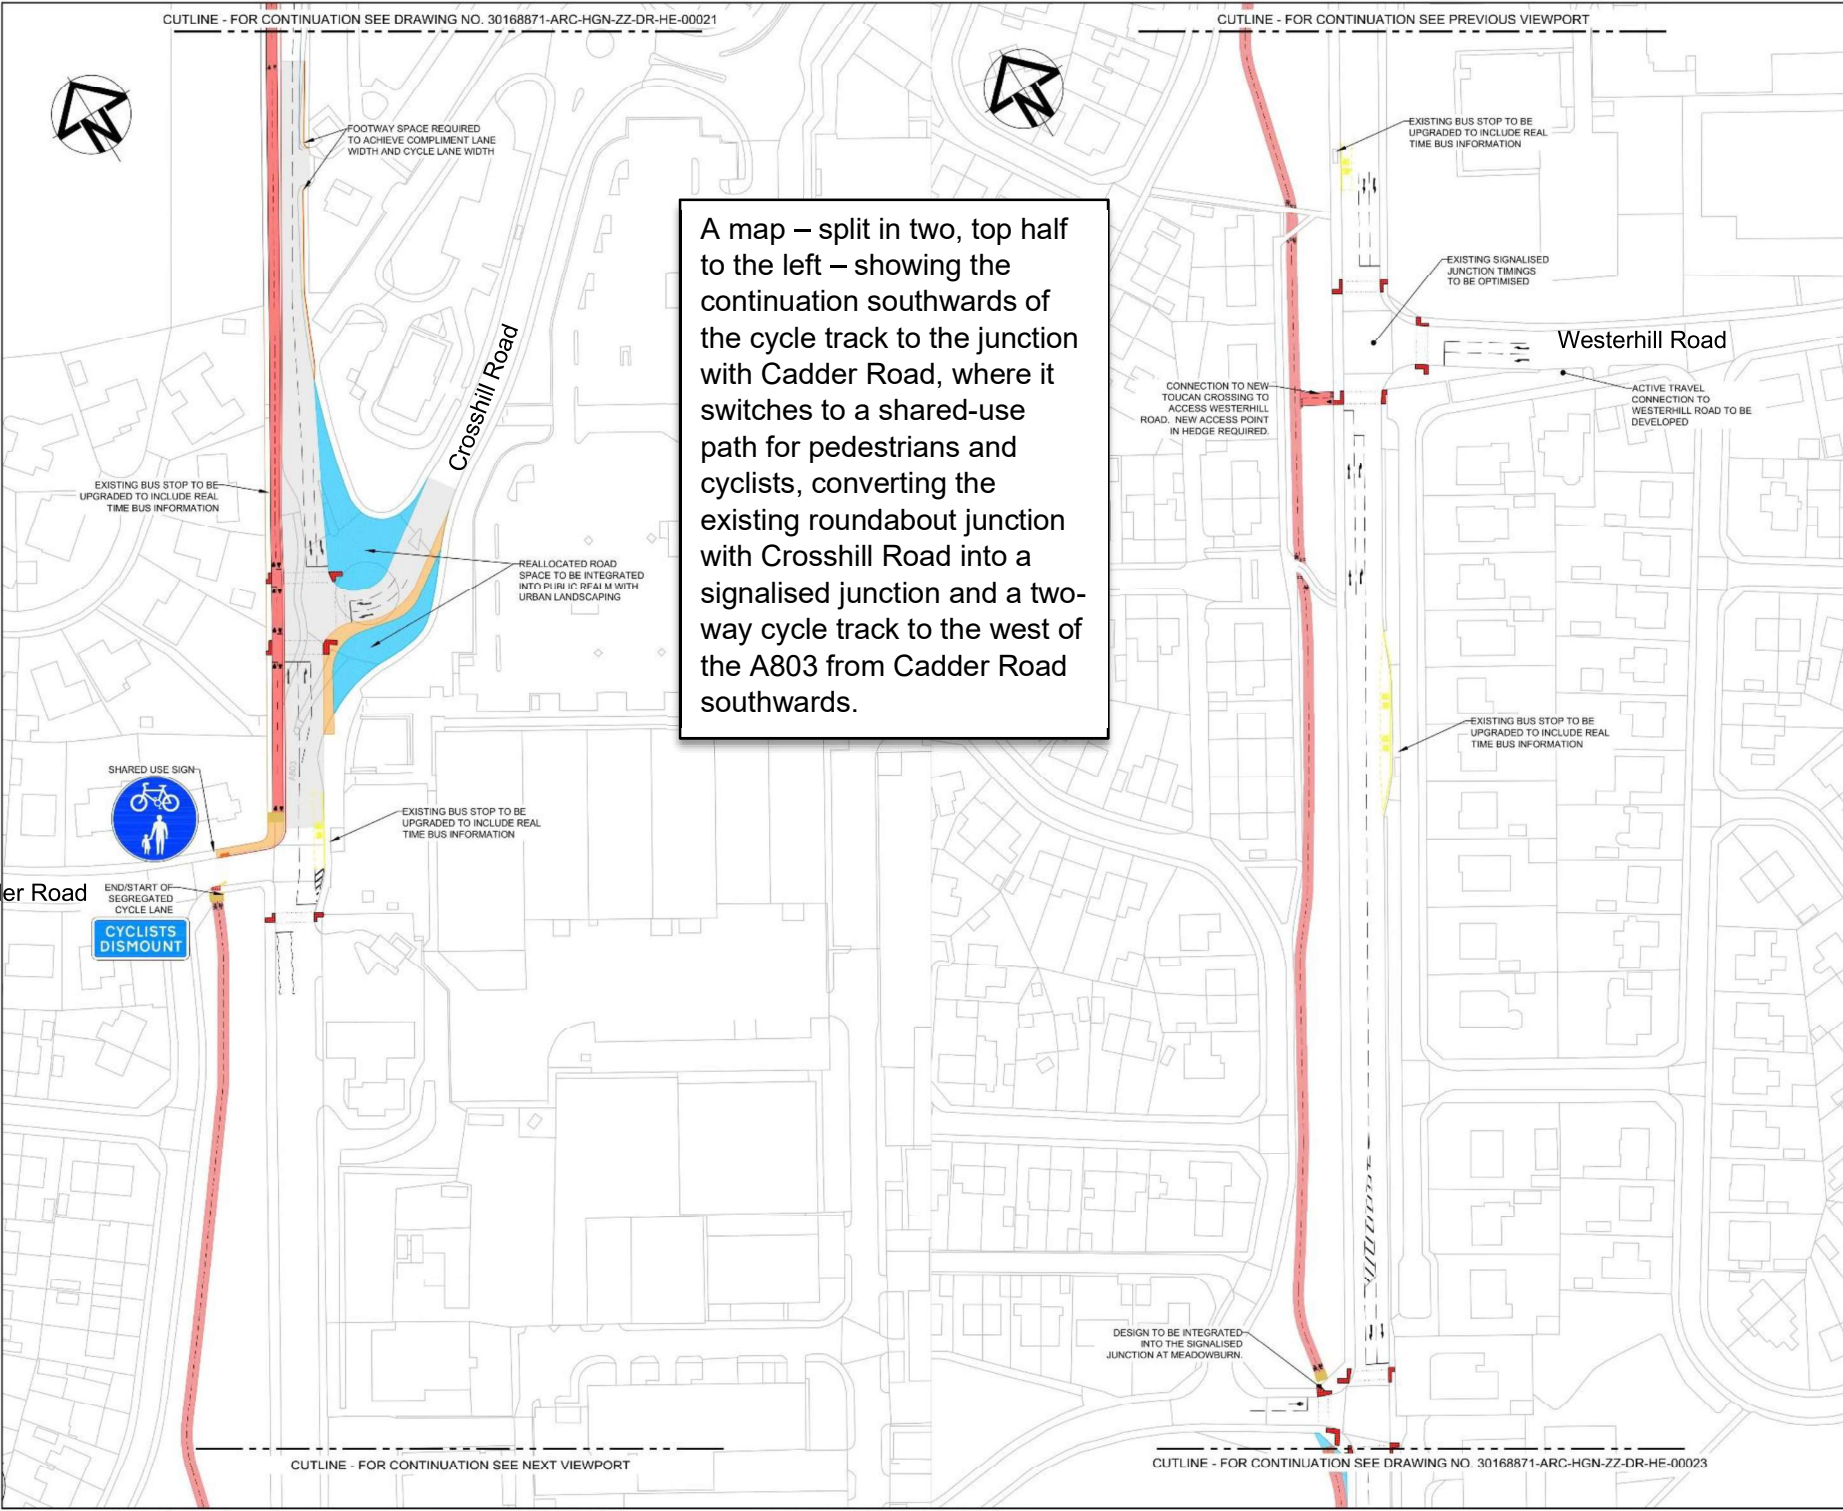 CUTLINE - FOR CONTINUATION SEE DRAWING NO. 30168871-ARC-HGN-ZZ-DR-HE-00021
N
FOOTWAY SPACE REQUIRED
TO ACHIEVE COMPLIMENT LANE
WIDTH AND CYCLE LANE WIDTH
Crosshill Road
EXISTING BUS STOP TO BE
UPGRADED TO INCLUDE REAL
TIME BUS INFORMATION
REALLOCATED ROAD
SPACE TO BE INTEGRATED
INTO PUBLIC REALM WITH
URBAN LANDSCAPING
A803
SHARED USE SIGN
EXISTING BUS STOP TO BE
UPGRADED TO INCLUDE REAL
TIME BUS INFORMATION
er Road
END/START OF
SEGREGATED
CYCLE LANE
CYCLISTS
DISMOUNT
CUTLINE - FOR CONTINUATION SEE NEXT VIEWPORT
A map – split in two, top half
to the left – showing the
continuation southwards of
the cycle track to the junction
with Cadder Road, where it
switches to a shared-use
path for pedestrians and
cyclists, converting the
existing roundabout junction
with Crosshill Road into a
signalised junction and a two-
way cycle track to the west of
the A803 from Cadder Road
southwards.
CUTLINE - FOR CONTINUATION SEE PREVIOUS VIEWPORT
N
EXISTING BUS STOP TO BE
UPGRADED TO INCLUDE REAL
TIME BUS INFORMATION
EXISTING SIGNALISED
JUNCTION TIMINGS
TO BE OPTIMISED
Westerhill Road
CONNECTION TO NEW
TOUCAN CROSSING TO
ACCESS WESTERHILL
ROAD. NEW ACCESS POINT
IN HEDGE REQUIRED.
ACTIVE TRAVEL
CONNECTION TO
WESTERHILL ROAD TO BE
DEVELOPED
EXISTING BUS STOP TO BE
UPGRADED TO INCLUDE REAL
TIME BUS INFORMATION
DESIGN TO BE INTEGRATED
INTO THE SIGNALISED
JUNCTION AT MEADOWBURN.
CUTLINE - FOR CONTINUATION SEE DRAWING NO. 30168871-ARC-HGN-ZZ-DR-HE-00023